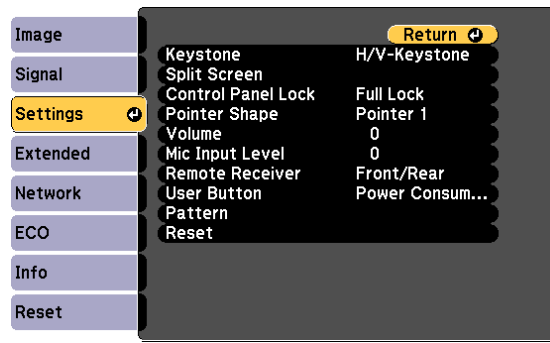 Image
Signal
Settings
Extended
Network
ECO
Info
Reset
Return
Keystone H/V-Keystone
Split Screen
Control Panel Lock Full Lock
Pointer Shape Pointer 1
Volume 0
Mic Input Level 0
Remote Receiver Front/Rear
User Button Power Consum...
Pattern
Reset